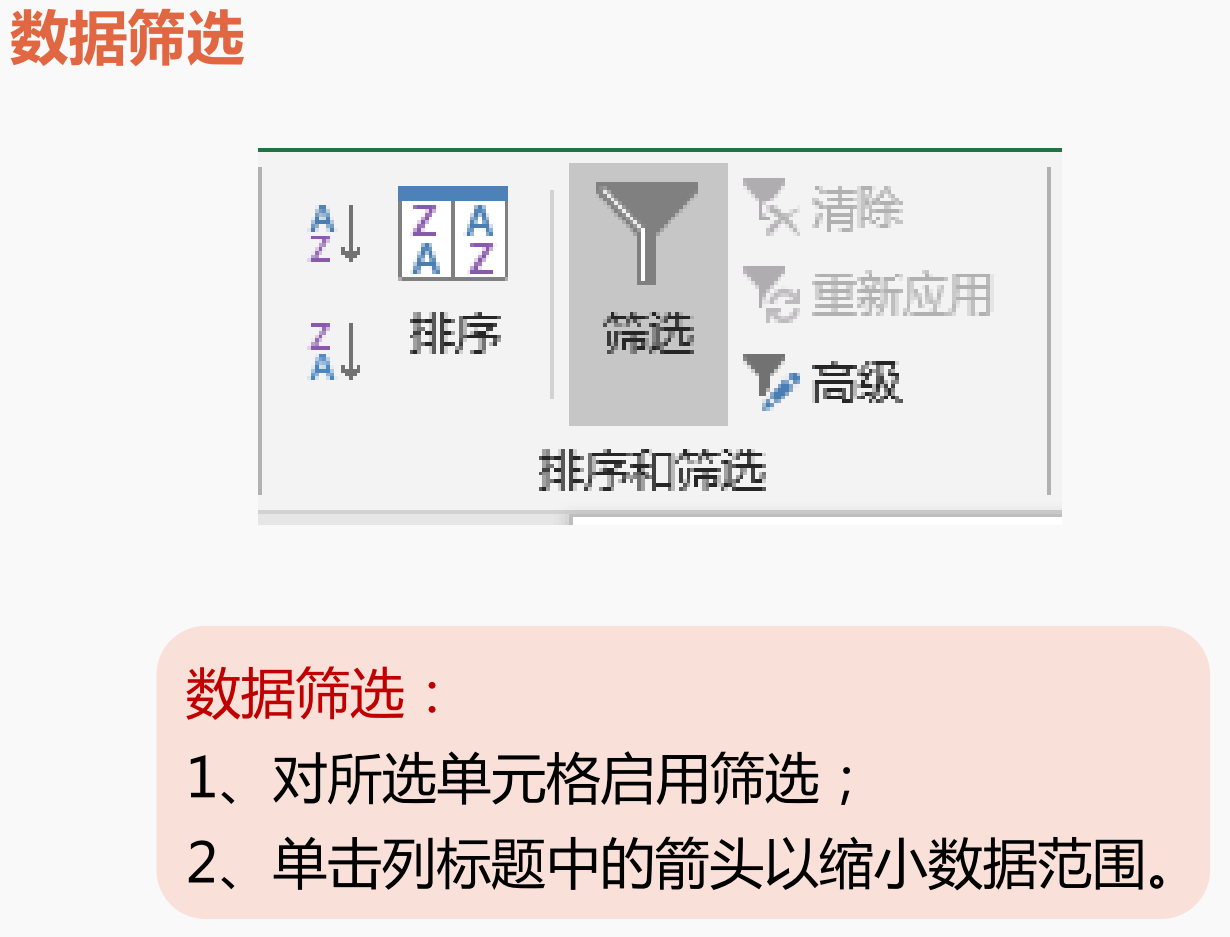 数据筛选
A
Z
Z A
A Z
排序
Z
A
筛选
清除
重新应用
高级
排序和筛选
数据筛选：
1、对所选单元格启用筛选；
2、单击列标题中的箭头以缩小数据范围。